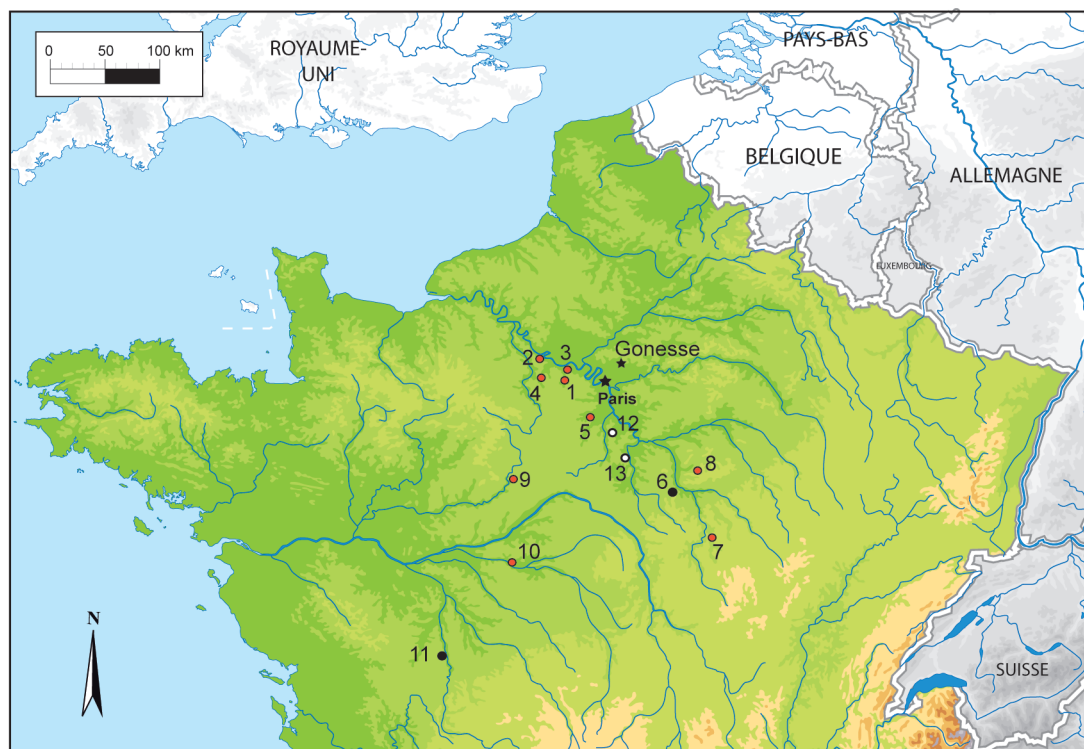 0 50 100 km
ROYAUME-
UNI
PAYS-BAS
BELGIQUE
ALLEMAGNE
LUXEMBOURG
Gonesse
2
3
4
1
Paris
5
12
13
8
6
9
7
10
11
N
SUISSE